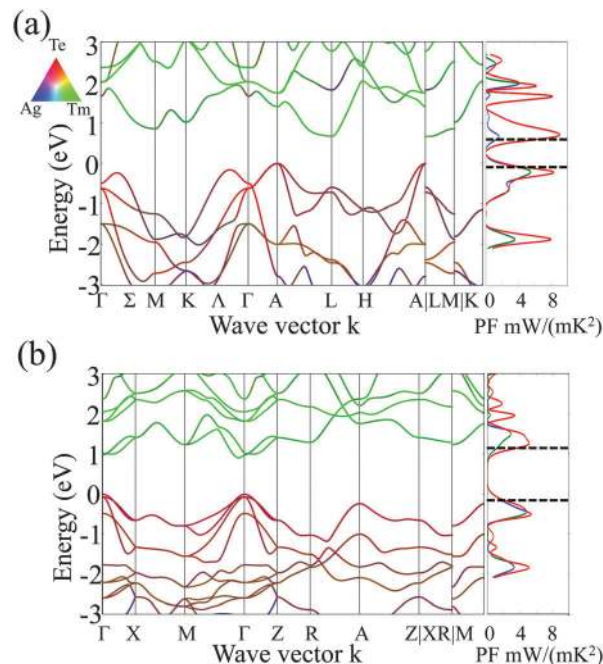 (a)
Te
Ag Tm
Energy (eV)
3
2
1
0
-1
-2
-3
Γ Σ M K Λ Γ A L H A|LM|K
Wave vector k
0 4 8
PF mW/(mK²)
(b)
Energy (eV)
3
2
1
0
-1
-2
-3
Γ X M Γ Z R A Z|XR|M
Wave vector k
0 4 8
PF mW/(mK²)